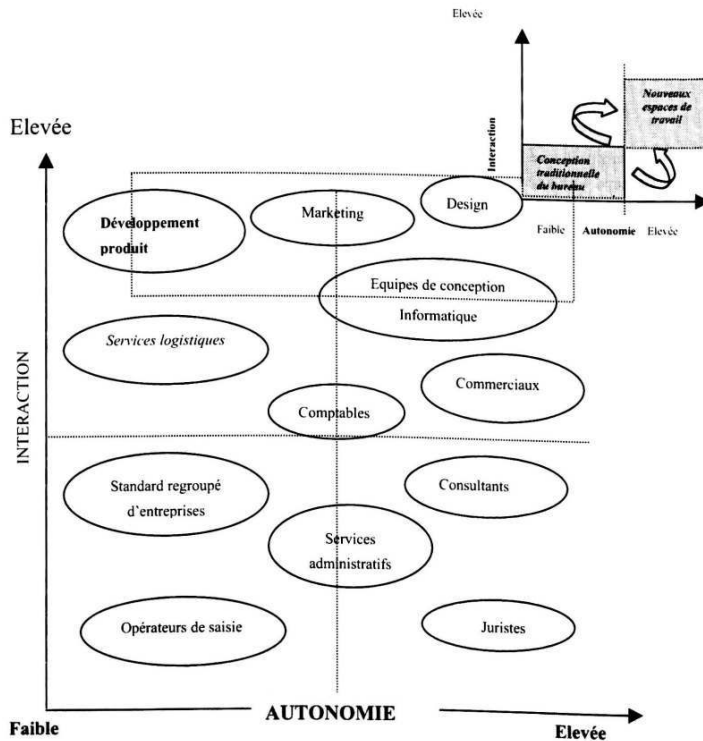 Elevée
Nouveaux
espaces de
travail
Elevée
Interaction
Conception
traditionnelle
du bureau
Faible
Autonomie
Elevée
Développement
produit
Marketing
Design
Equipes de conception
Informatique
Services logistiques
INTERACTION
Commerciaux
Comptables
Standard regroupé
d'entreprises
Consultants
Services
administratifs
Opérateurs de saisie
Juristes
Faible
AUTONOMIE
Elevée